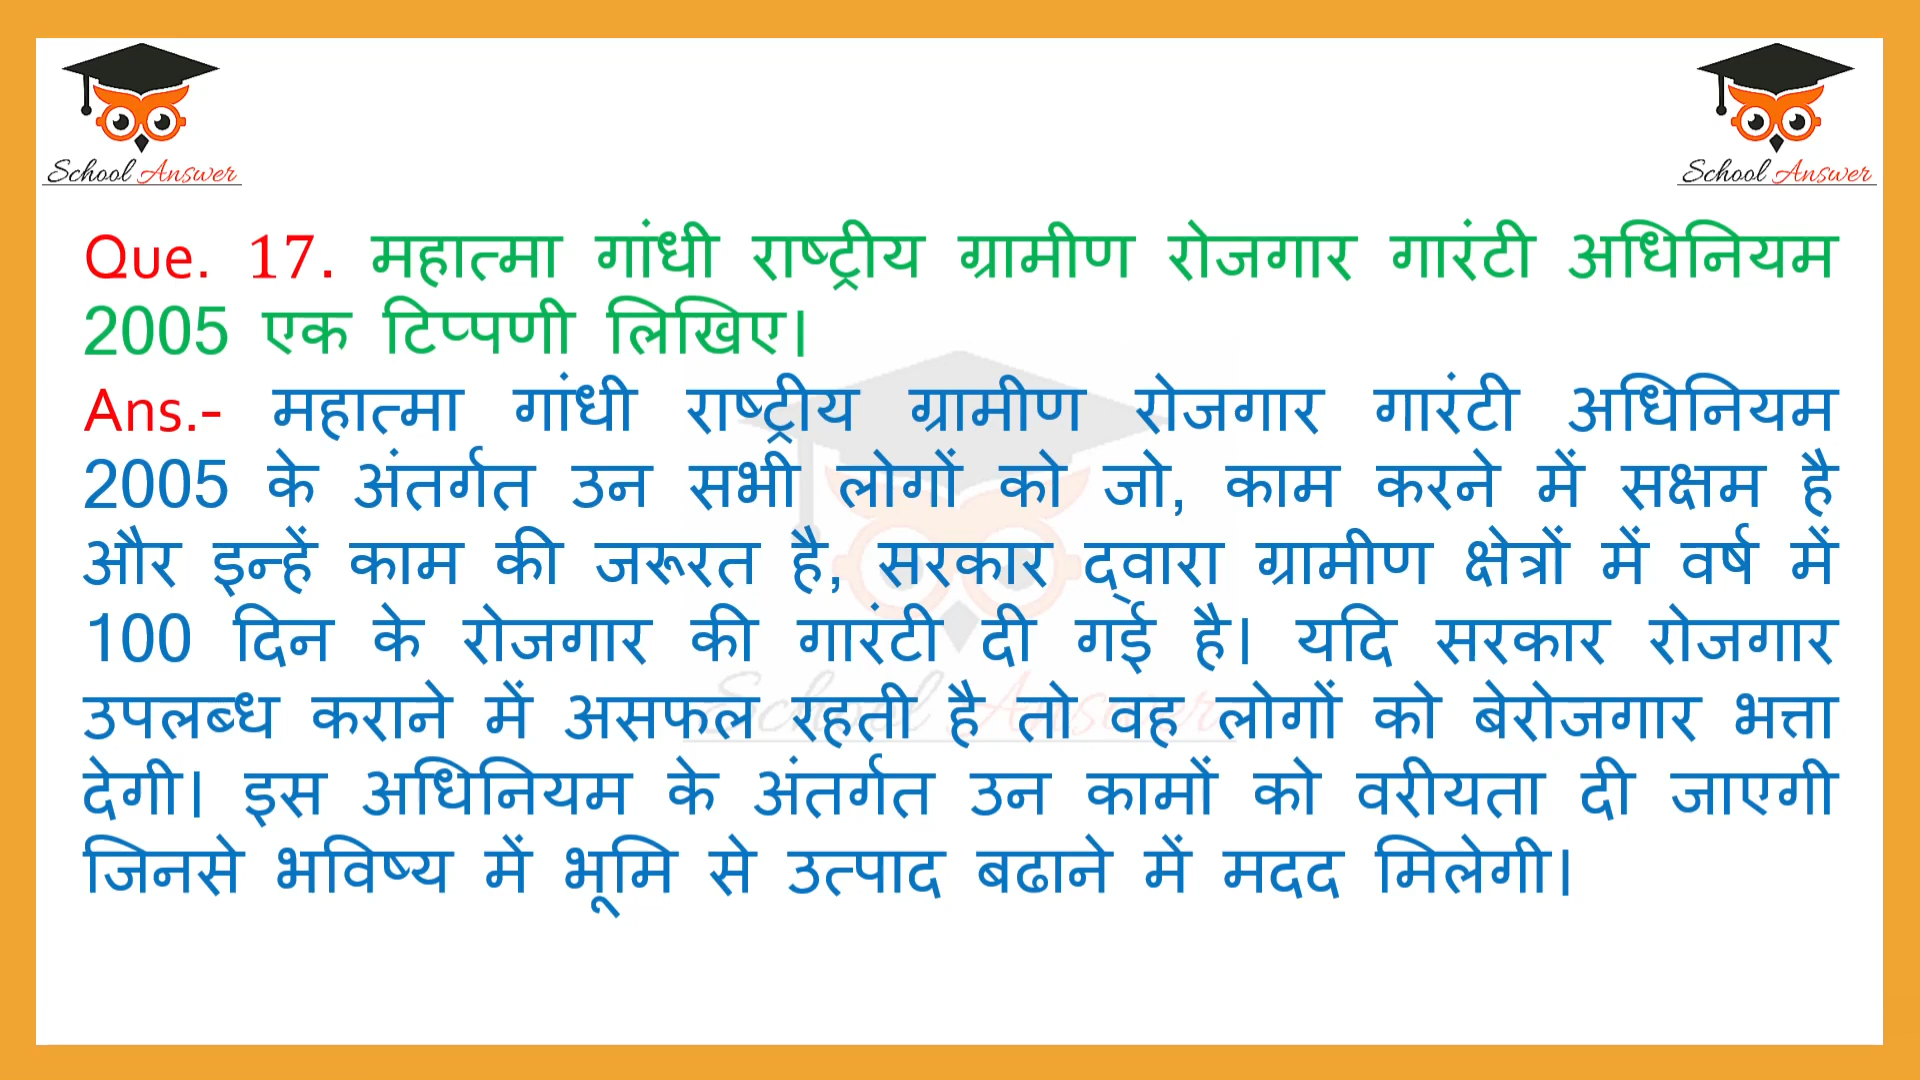 School Answer
School Answer
Que. 17. महात्मा गांधी राष्ट्रीय ग्रामीण रोजगार गारंटी अधिनियम
2005 एक टिप्पणी लिखिए।
Ans.- महात्मा गांधी राष्ट्रीय ग्रामीण रोजगार गारंटी अधिनियम
2005 के अंतर्गत उन सभी लोगों को जो, काम करने में सक्षम है
और इन्हें काम की जरूरत है, सरकार द्वारा ग्रामीण क्षेत्रों में वर्ष में
100 दिन के रोजगार की गारंटी दी गई है। यदि सरकार रोजगार
उपलब्ध कराने में असफल रहती है तो वह लोगों को बेरोजगार भत्ता
देगी। इस अधिनियम के अंतर्गत उन कामों को वरीयता दी जाएगी
जिनसे भविष्य में भूमि से उत्पाद बढाने में मदद मिलेगी।
School Answer